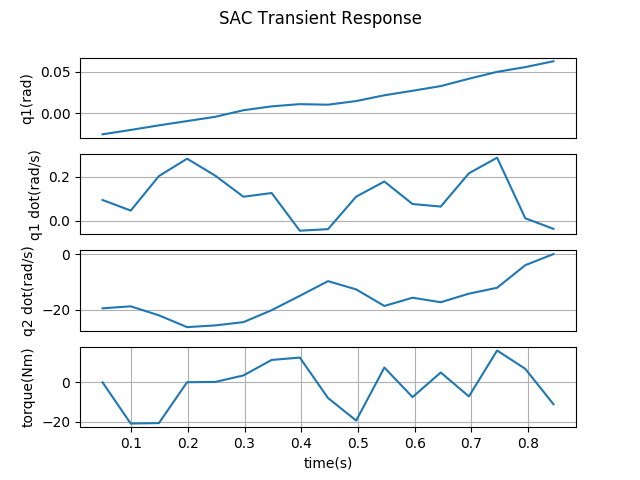 SAC Transient Response
q1(rad)
0.05
0.00
q1 dot(rad/s)
0.2
0.0
q2 dot(rad/s)
0
−20
torque(Nm)
0
−20
0.1 0.2 0.3 0.4 0.5 0.6 0.7 0.8
time(s)